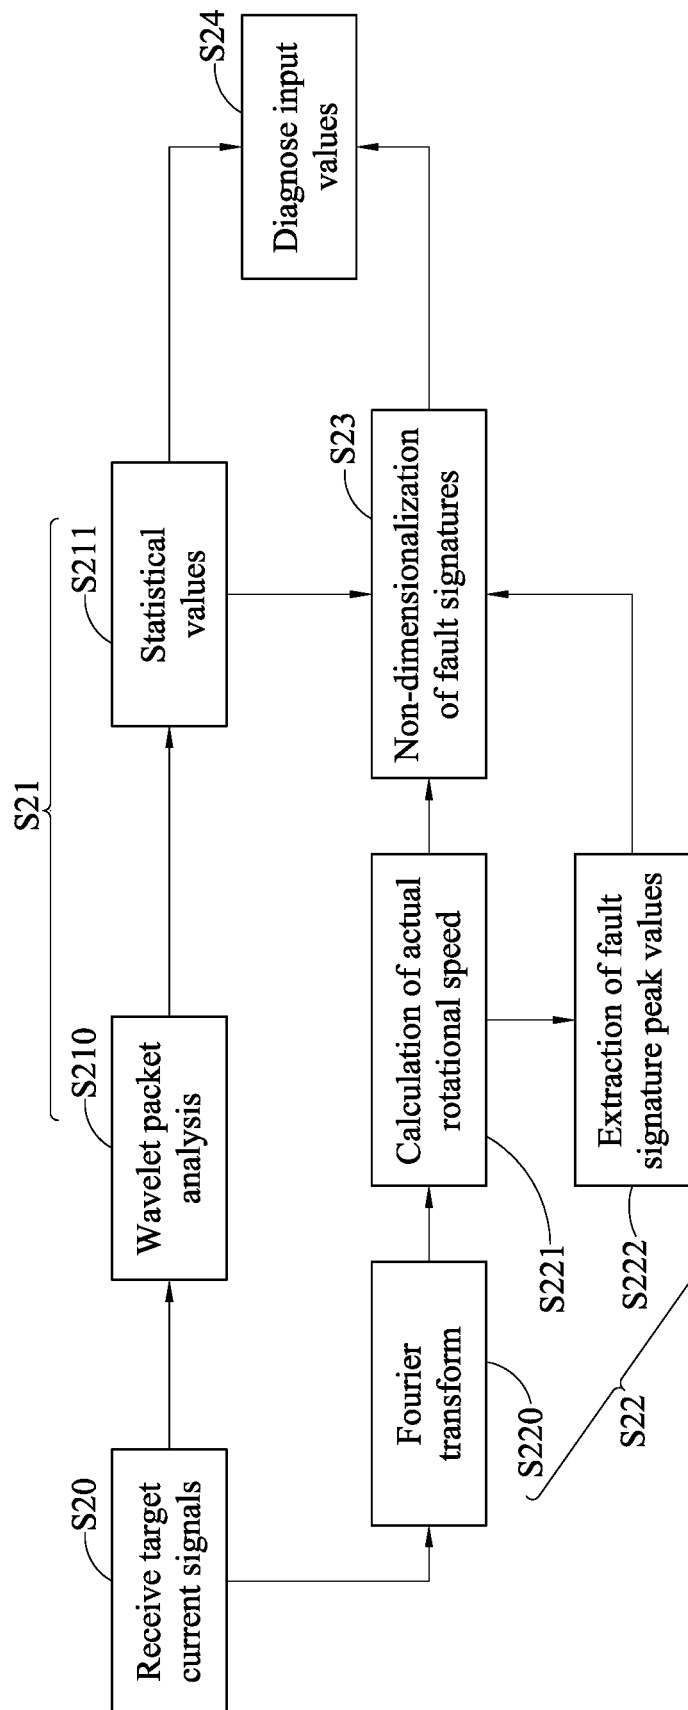 S20
Receive target
current signals
S21
S210
Wavelet packet
analysis
S211
Statistical
values
S24
Diagnose input
values
S220
Fourier
transform
S221
Calculation of actual
rotational speed
S23
Non-dimensionalization
of fault signatures
S22
S222
Extraction of fault
signature peak values